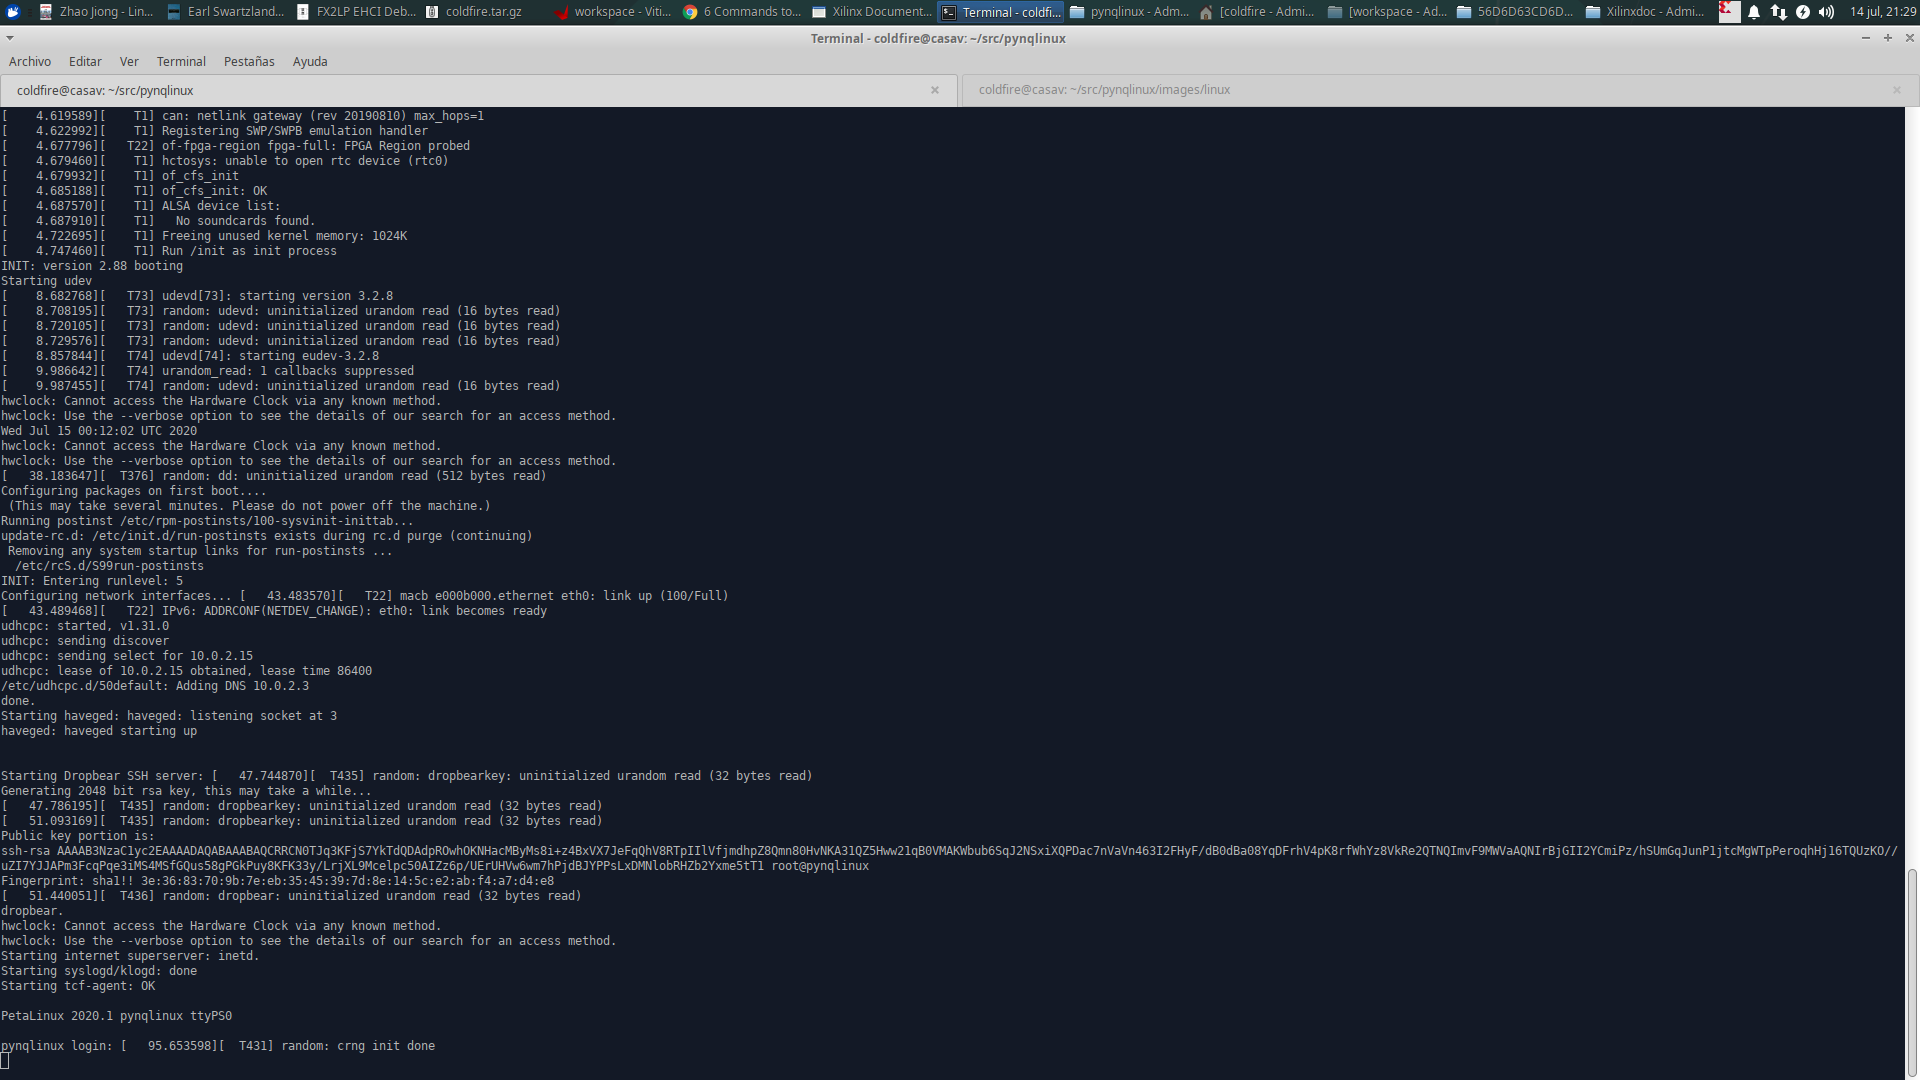 Zhao Jiong - Lin...
Earl Swartzland...
FX2LP EHCI Deb...
coldfire.tar.gz
workspace - Viti...
6 Commands to...
Xilinx Document...
Terminal - coldfi...
pynqlinux - Adm...
[coldfire - Admi...
[workspace - Ad...
56D6D63CD6D...
Xilinxdoc - Admi...
14 jul, 21:29
Terminal - coldfire@casav: ~/src/pynqlinux
Archivo Editar Ver Terminal Pestañas Ayuda
coldfire@casav: ~/src/pynqlinux
coldfire@casav: ~/src/pynqlinux/images/linux
[    4.619589][    T1] can: netlink gateway (rev 20190810) max_hops=1
[    4.622992][    T1] Registering SWP/SWPB emulation handler
[    4.677796][   T22] of-fpga-region fpga-full: FPGA Region probed
[    4.679460][    T1] hctosys: unable to open rtc device (rtc0)
[    4.679932][    T1] of_cfs_init
[    4.685188][    T1] of_cfs_init: OK
[    4.687570][    T1] ALSA device list:
[    4.687910][    T1]   No soundcards found.
[    4.722695][    T1] Freeing unused kernel memory: 1024K
[    4.747460][    T1] Run /init as init process
INIT: version 2.88 booting
Starting udev
[    8.682768][   T73] udevd[73]: starting version 3.2.8
[    8.708195][   T73] random: udevd: uninitialized urandom read (16 bytes read)
[    8.720105][   T73] random: udevd: uninitialized urandom read (16 bytes read)
[    8.729576][   T73] random: udevd: uninitialized urandom read (16 bytes read)
[    8.857844][   T74] udevd[74]: starting eudev-3.2.8
[    9.986642][   T74] urandom_read: 1 callbacks suppressed
[    9.987455][   T74] random: udevd: uninitialized urandom read (16 bytes read)
hwclock: Cannot access the Hardware Clock via any known method.
hwclock: Use the --verbose option to see the details of our search for an access method.
Wed Jul 15 00:12:02 UTC 2020
hwclock: Cannot access the Hardware Clock via any known method.
hwclock: Use the --verbose option to see the details of our search for an access method.
[   38.183647][  T376] random: dd: uninitialized urandom read (512 bytes read)
Configuring packages on first boot....
 (This may take several minutes. Please do not power off the machine.)
Running postinst /etc/rpm-postinsts/100-sysvinit-inittab...
update-rc.d: /etc/init.d/run-postinsts exists during rc.d purge (continuing)
 Removing any system startup links for run-postinsts ...
  /etc/rcS.d/S99run-postinsts
INIT: Entering runlevel: 5
Configuring network interfaces... [   43.483570][   T22] macb e000b000.ethernet eth0: link up (100/Full)
[   43.489468][   T22] IPv6: ADDRCONF(NETDEV_CHANGE): eth0: link becomes ready
udhcpc: started, v1.31.0
udhcpc: sending discover
udhcpc: sending select for 10.0.2.15
udhcpc: lease of 10.0.2.15 obtained, lease time 86400
/etc/udhcpc.d/50default: Adding DNS 10.0.2.3
done.
Starting haveged: haveged: listening socket at 3
haveged: haveged starting up
Starting Dropbear SSH server: [   47.744870][  T435] random: dropbearkey: uninitialized urandom read (32 bytes read)
Generating 2048 bit rsa key, this may take a while...
[   47.786195][  T435] random: dropbearkey: uninitialized urandom read (32 bytes read)
[   51.093169][  T435] random: dropbearkey: uninitialized urandom read (32 bytes read)
Public key portion is:
ssh-rsa
root@pynqlinux
Fingerprint: sha1!! 3e:36:83:70:9b:7e:eb:35:45:39:7d:8e:14:5c:e2:ab:f4:a7:d4:e8
[   51.440051][  T436] random: dropbear: uninitialized urandom read (32 bytes read)
dropbear.
hwclock: Cannot access the Hardware Clock via any known method.
hwclock: Use the --verbose option to see the details of our search for an access method.
Starting internet superserver: inetd.
Starting syslogd/klogd: done
Starting tcf-agent: OK
PetaLinux 2020.1 pynqlinux ttyPS0
pynqlinux login: [   95.653598][  T431] random: crng init done